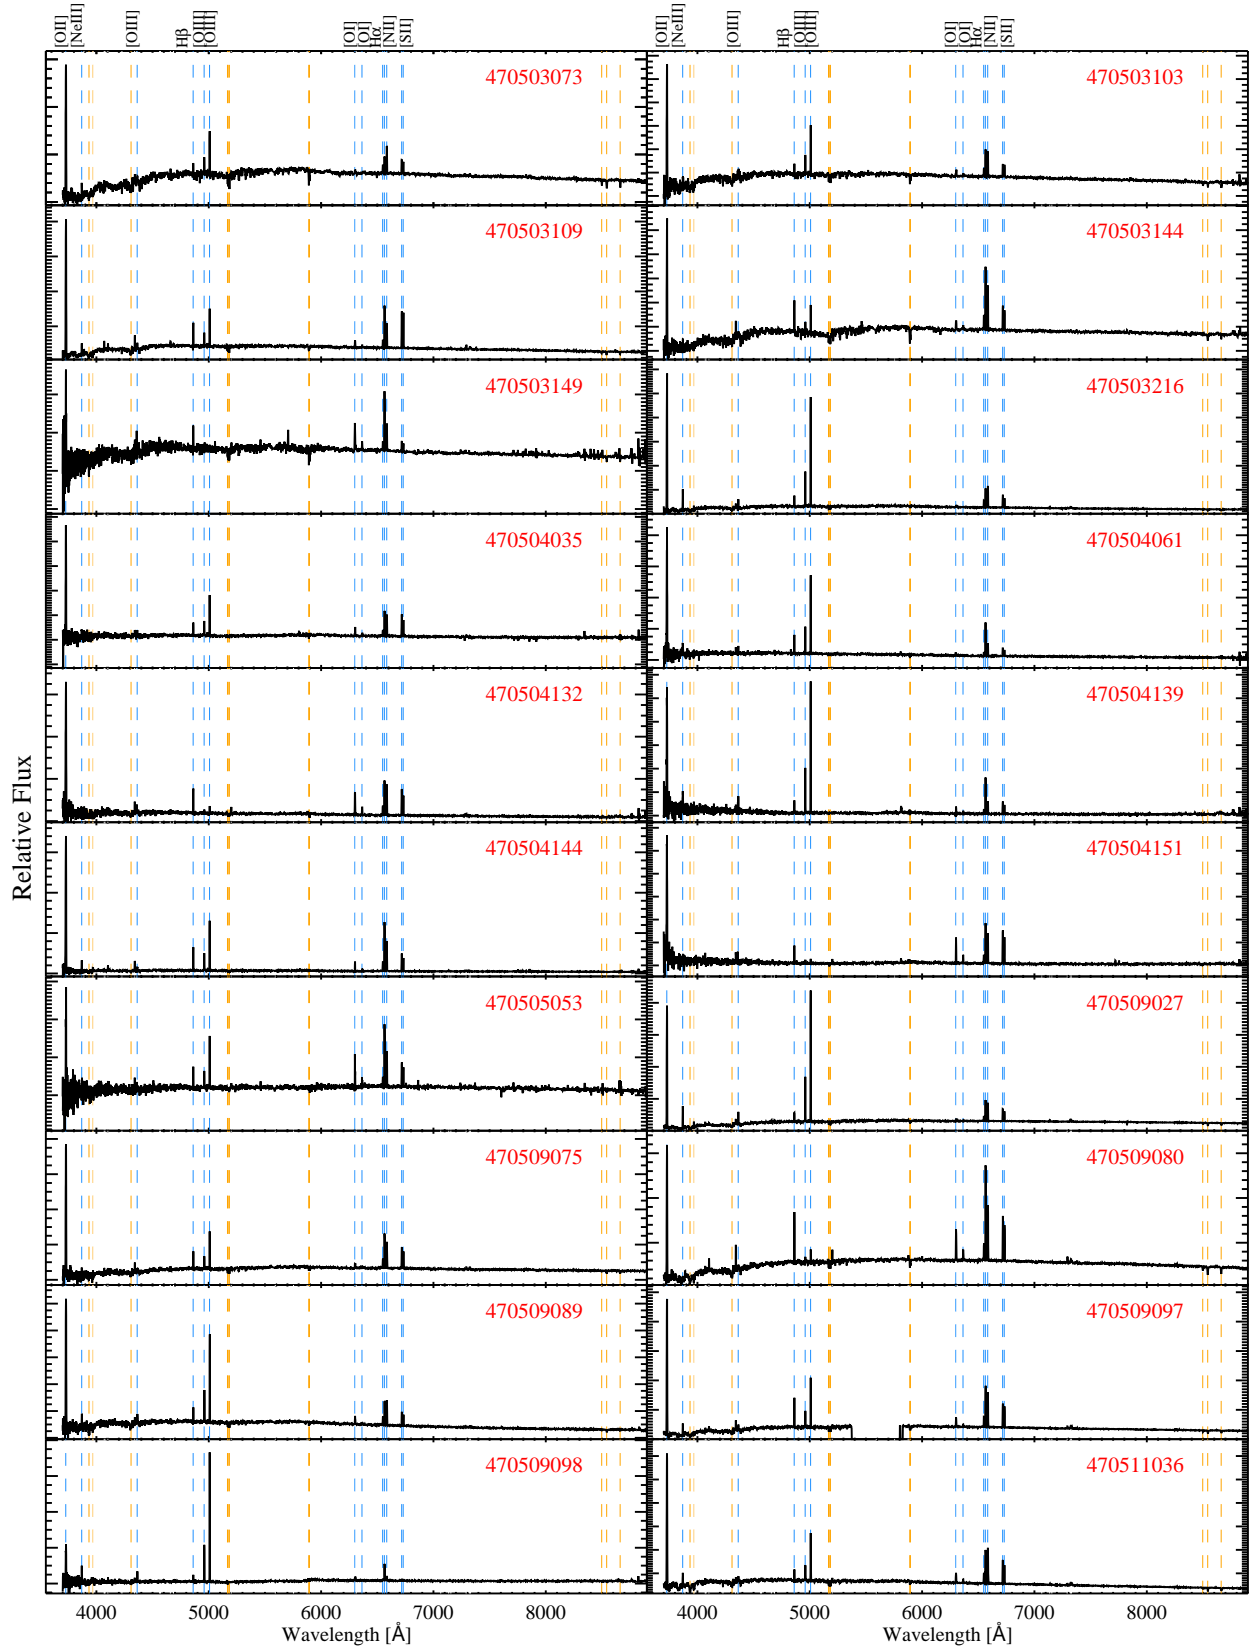 [OII] [NeIII] [OIII] Hβ [OIII] [OIII] [OI] [OI] Hα [NII] [SII]
[OII] [NeIII] [OIII] Hβ [OIII] [OIII] [OI] [OI] Hα [NII] [SII]
470503073 470503103
470503109 470503144
470503149 470503216
470504035 470504061
470504132 470504139
Relative Flux
470504144 470504151
470505053 470509027
470509075 470509080
470509089 470509097
470509098 470511036
4000 5000 6000 7000 8000
4000 5000 6000 7000 8000
Wavelength [Å]
Wavelength [Å]